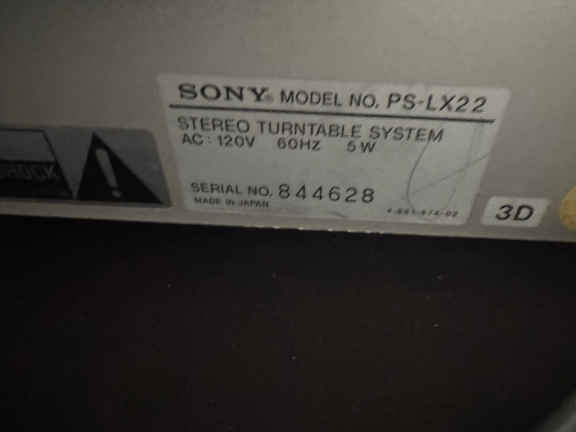 SONY® MODEL NO. PS-LX22
STEREO TURNTABLE SYSTEM
AC: 120V 60HZ 5W
SERIAL NO. 844628
MADE IN JAPAN
3D
SHOCK